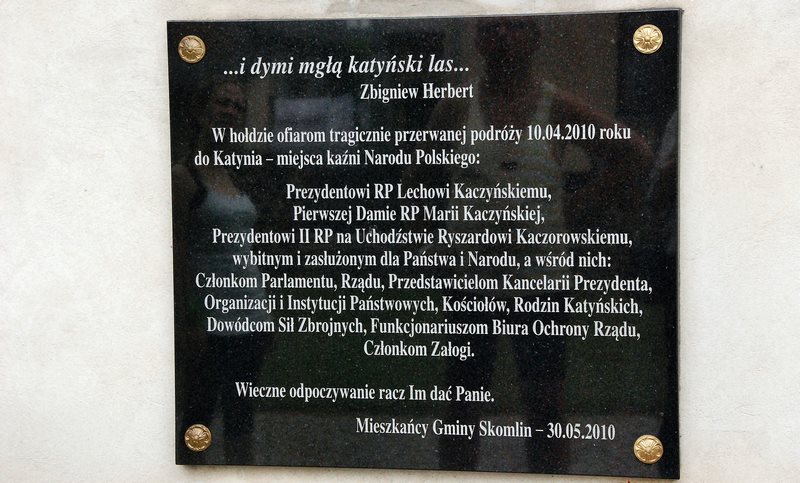 ...i dymi mgłą katyński las...
Zbigniew Herbert
W hołdzie ofiarom tragicznie przerwanej podróży 10.04.2010 roku
do Katynia – miejsca kaźni Narodu Polskiego:
Prezydentowi RP Lechowi Kaczyńskiemu,
Pierwszej Damie RP Marii Kaczyńskiej,
Prezydentowi II RP na Uchodźstwie Ryszardowi Kaczorowskiemu,
wybitnym i zasłużonym dla Państwa i Narodu, a wśród nich:
Członkom Parlamentu, Rządu, Przedstawicielom Kancelarii Prezydenta,
Organizacji i Instytucji Państwowych, Kościołów, Rodzin Katyńskich,
Dowódcom Sił Zbrojnych, Funkcjonariuszom Biura Ochrony Rządu,
Członkom Załogi.
Wieczne odpoczywanie racz Im dać Panie.
Mieszkańcy Gminy Skomlin – 30.05.2010